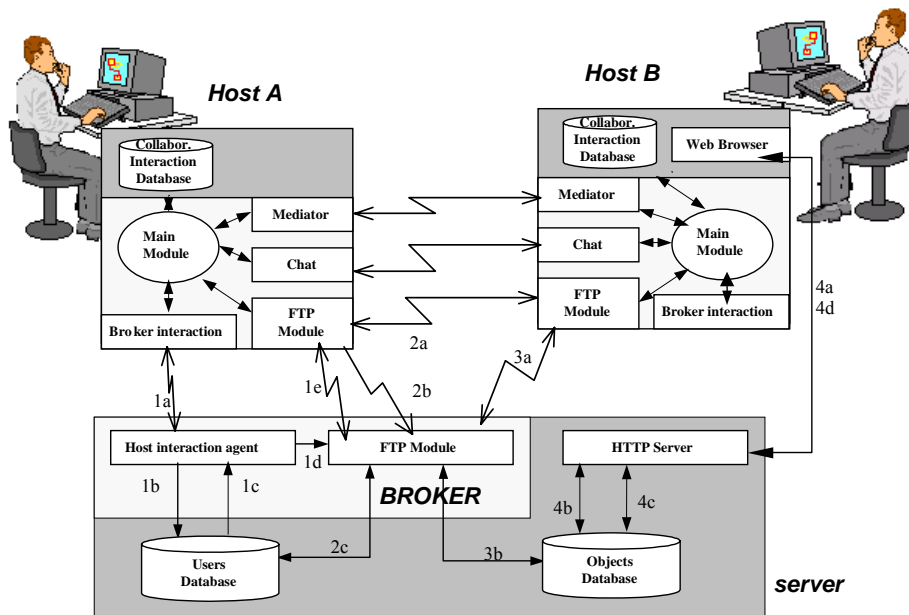 Host A
Host B
Collabor.
Interaction
Database
Collabor.
Interaction
Database
Web Browser
Mediator
Main
Module
Chat
FTP
Module
Broker interaction
Mediator
Main
Module
Chat
FTP
Module
Broker interaction
4a
4d
2a
3a
1a
1e
2b
Host interaction agent
1d
FTP Module
HTTP Server
1b
1c
BROKER
4b
4c
2c
3b
Users
Database
Objects
Database
server